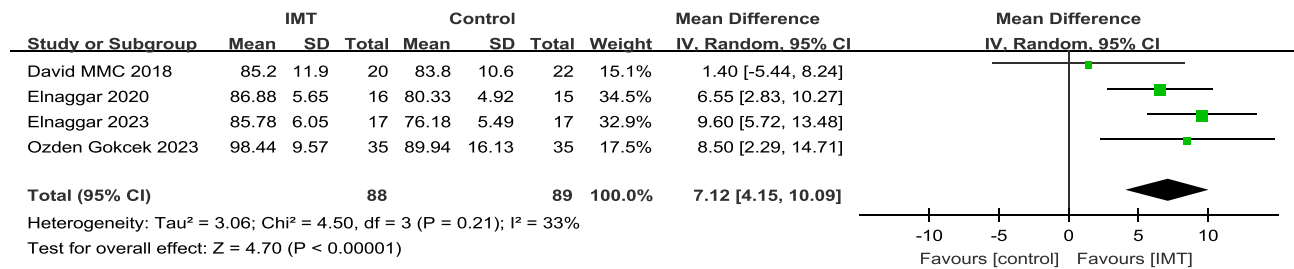 IMT Control Mean Difference Mean Difference
Study or Subgroup Mean SD Total Mean SD Total Weight IV, Random, 95% CI IV, Random, 95% CI
David MMC 2018 85.2 11.9 20 83.8 10.6 22 15.1% 1.40 [-5.44, 8.24]
Elnaggar 2020 86.88 5.65 16 80.33 4.92 15 34.5% 6.55 [2.83, 10.27]
Elnaggar 2023 85.78 6.05 17 76.18 5.49 17 32.9% 9.60 [5.72, 13.48]
Ozden Gokcek 2023 98.44 9.57 35 89.94 16.13 35 17.5% 8.50 [2.29, 14.71]
Total (95% CI) 88 89 100.0% 7.12 [4.15, 10.09]
Heterogeneity: Tau² = 3.06; Chi² = 4.50, df = 3 (P = 0.21); I² = 33%
Test for overall effect: Z = 4.70 (P < 0.00001)
-10 -5 0 5 10
Favours [control] Favours [IMT]